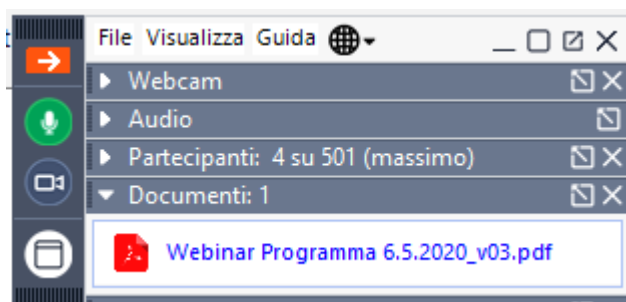 File Visualizza Guida
Webcam
Audio
Partecipanti: 4 su 501 (massimo)
Documenti: 1
Webinar Programma 6.5.2020_v03.pdf